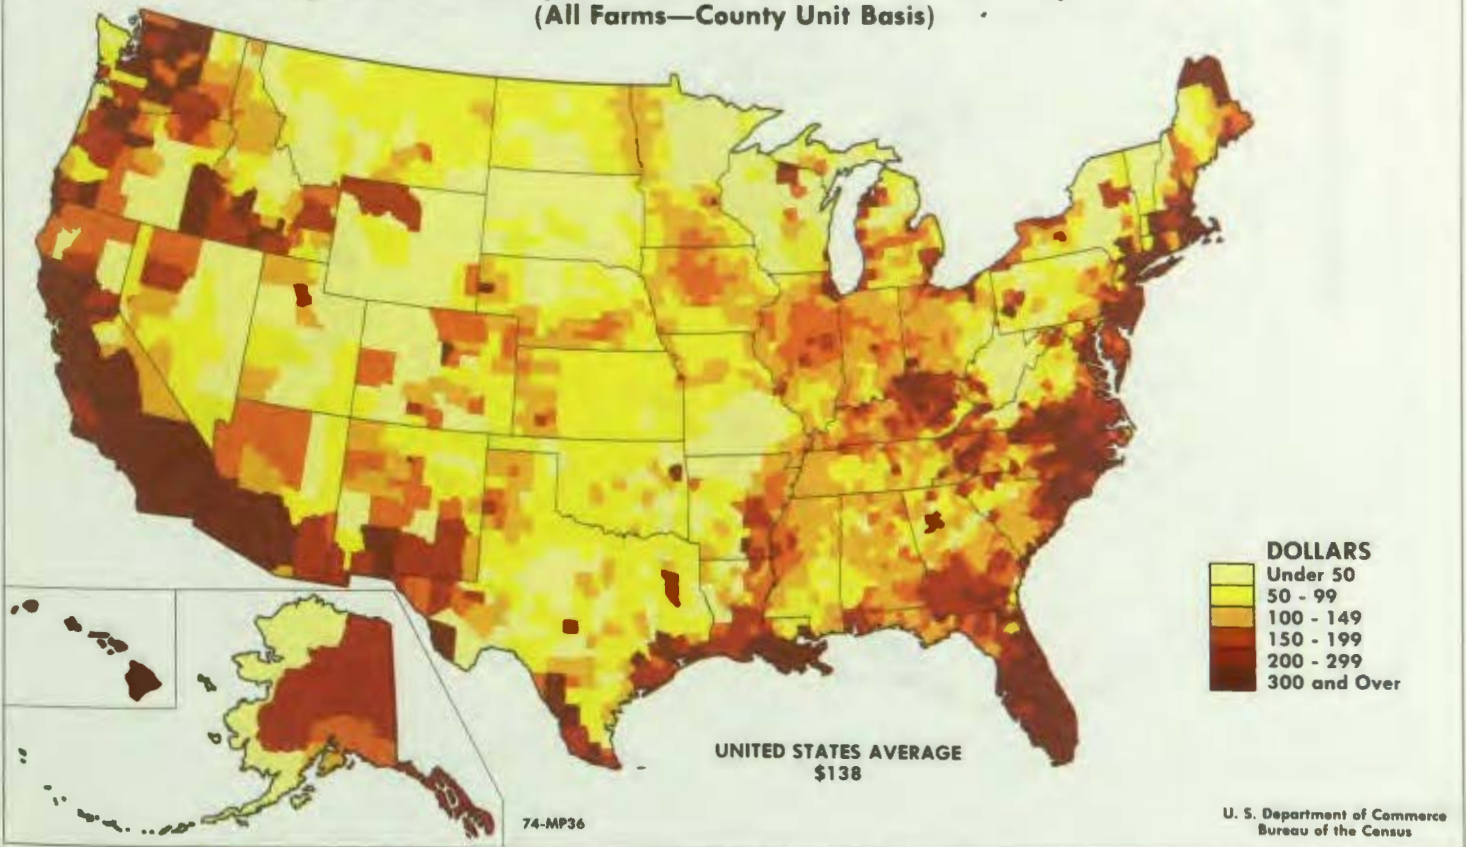 (All Farms—County Unit Basis)
DOLLARS
Under 50
50 - 99
100 - 149
150 - 199
200 - 299
300 and Over
UNITED STATES AVERAGE
$138
74-MP36
U. S. Department of Commerce
Bureau of the Census